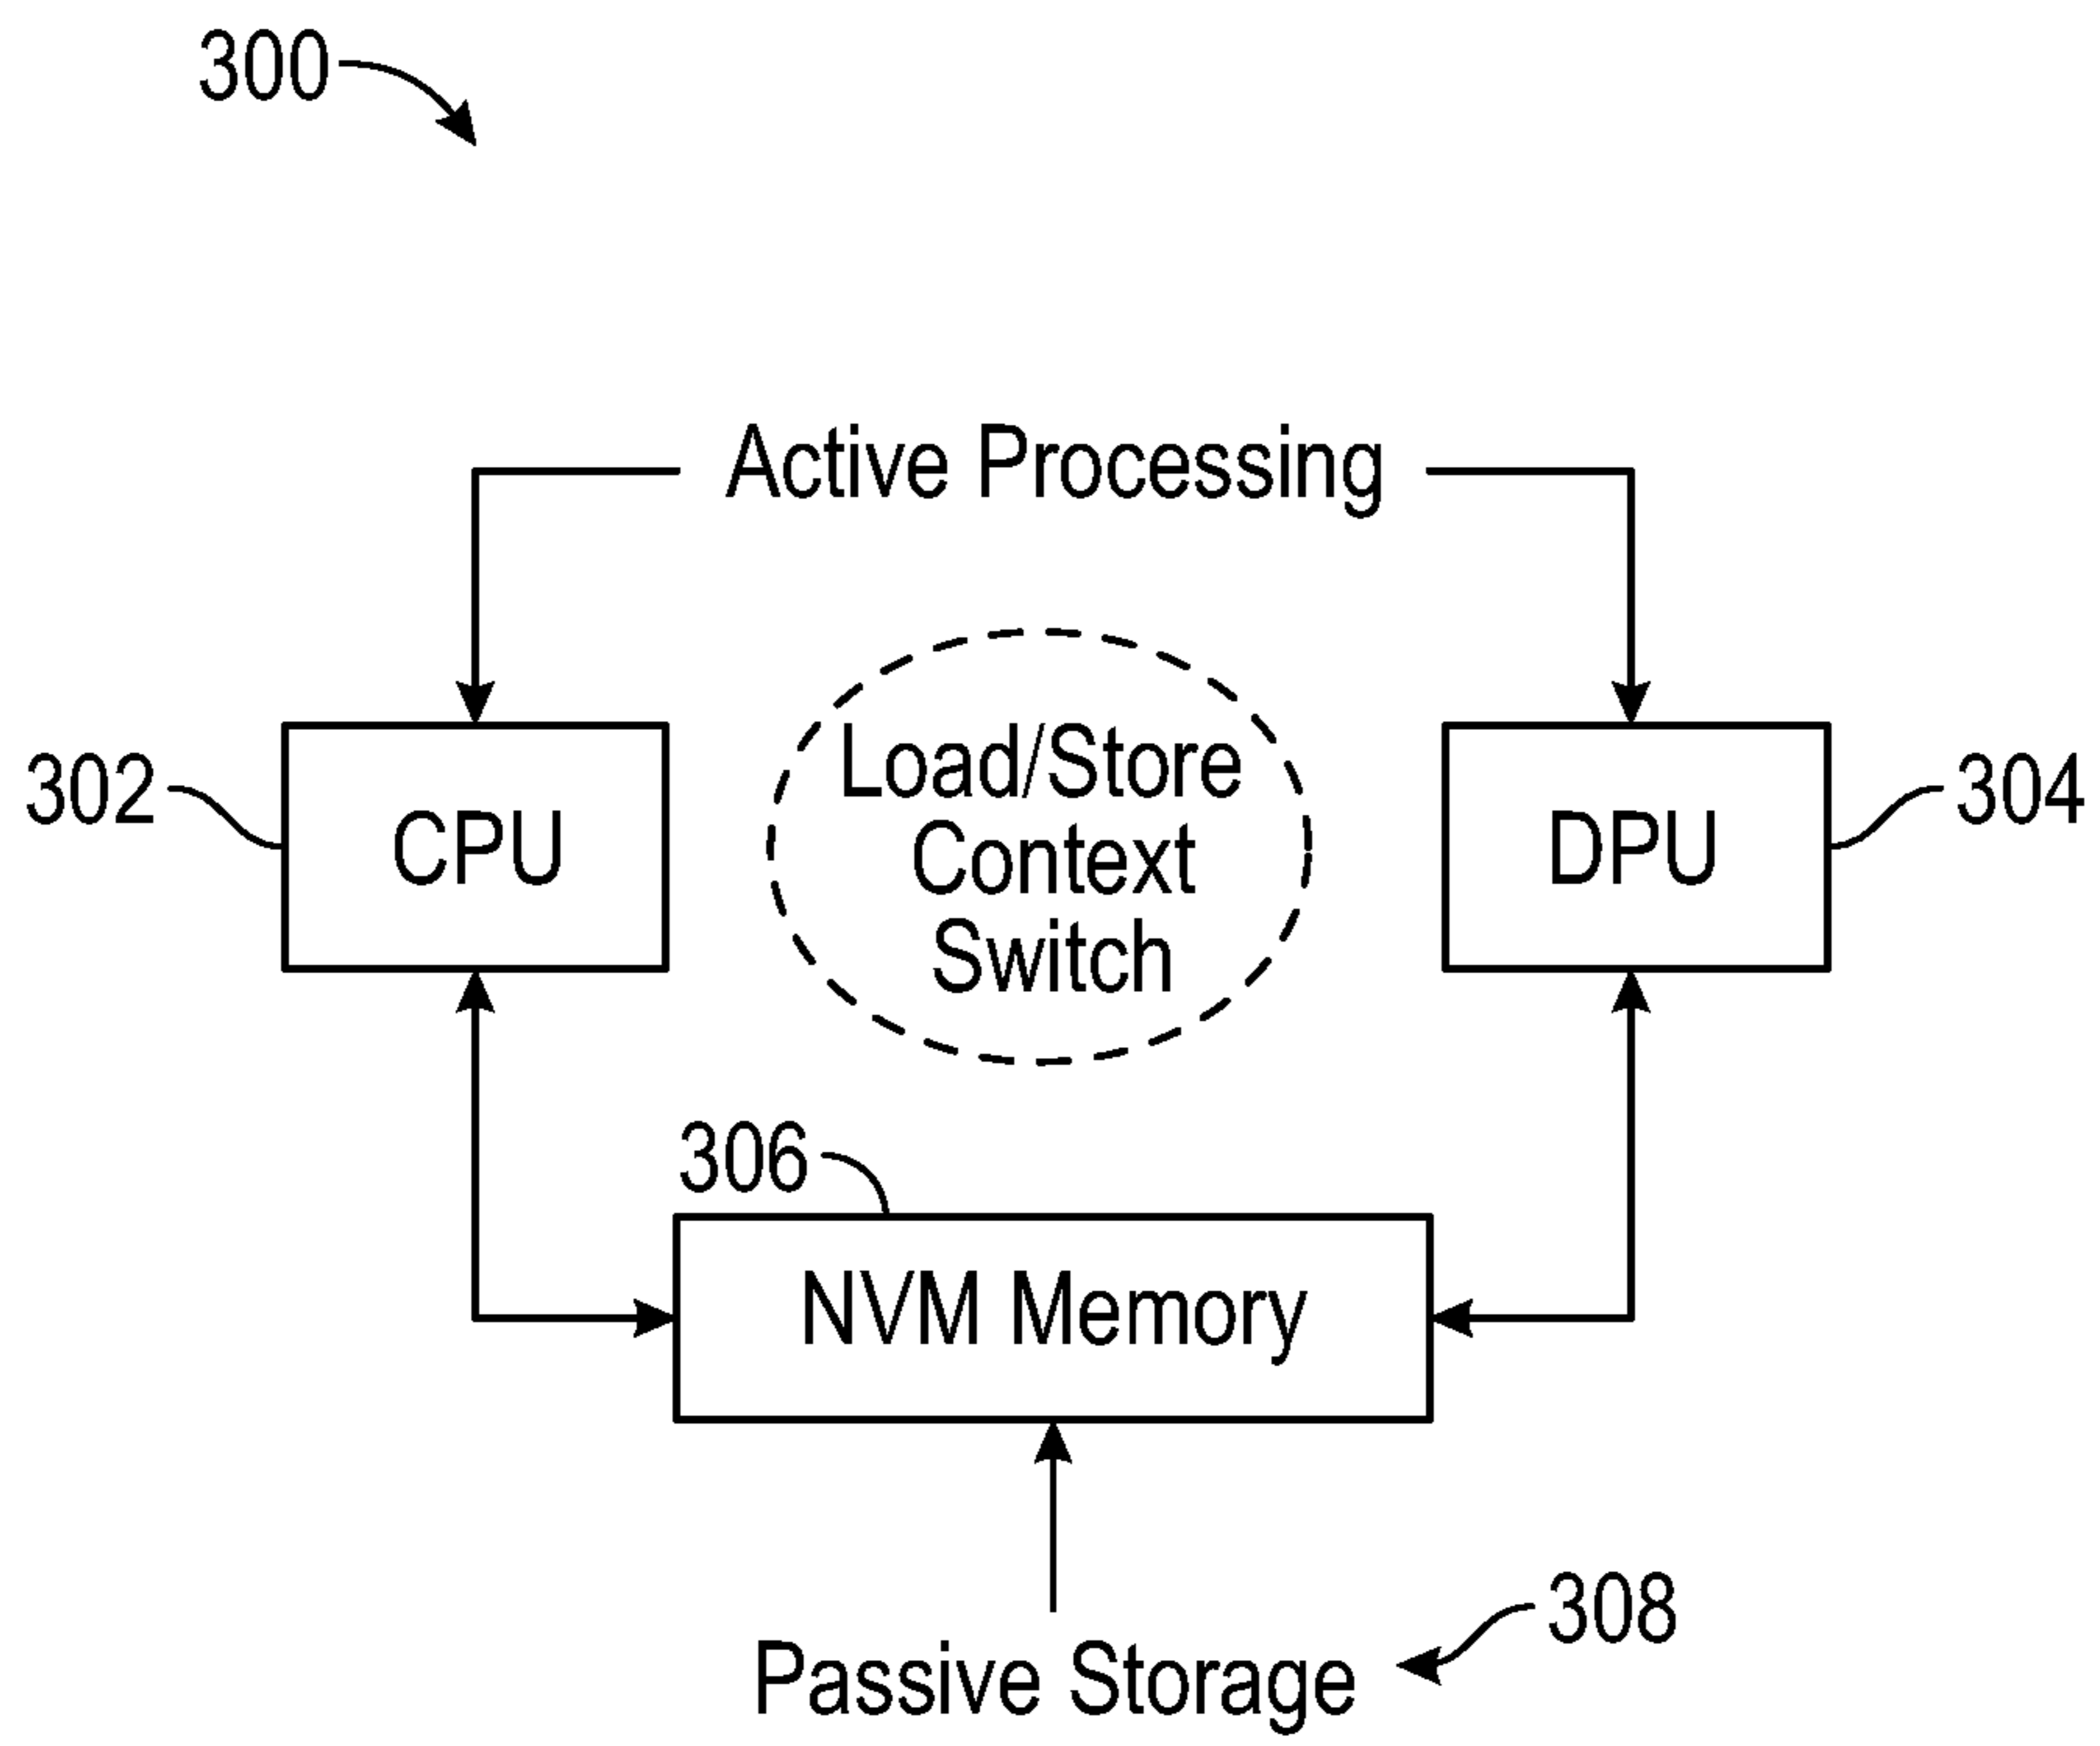 300
Active Processing
302
CPU
Load/Store
Context
Switch
DPU
304
306
NVM Memory
308
Passive Storage